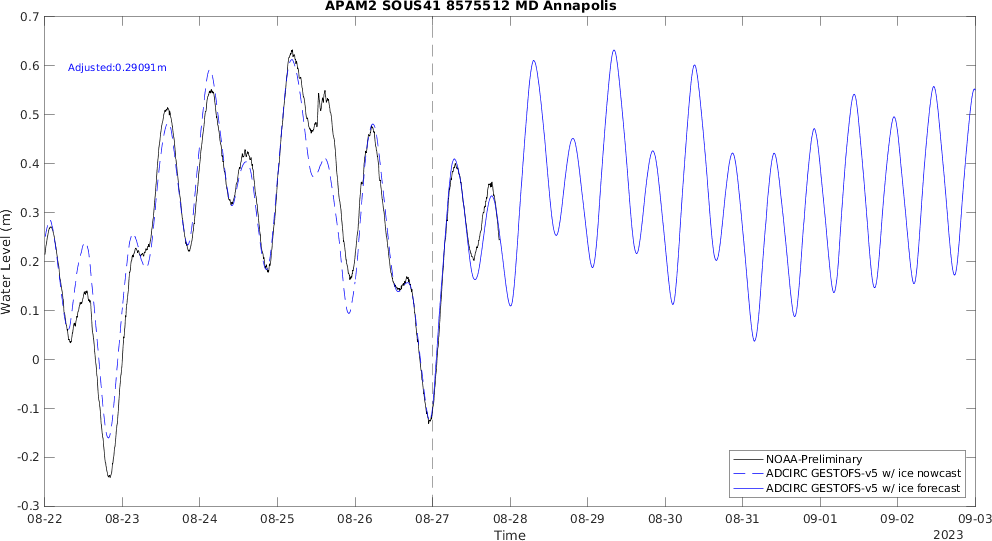 APAM2 SOUS41 8575512 MD Annapolis
0.7
0.6
0.5
0.4
0.3
0.2
0.1
0
-0.1
-0.2
-0.3
Water Level (m)
Adjusted:0.29091m
NOAA-Preliminary
ADCIRC GESTOFS-v5 w/ ice nowcast
ADCIRC GESTOFS-v5 w/ ice forecast
08-22 08-23 08-24 08-25 08-26 08-27 08-28 08-29 08-30 08-31 09-01 09-02 09-03
Time
2023